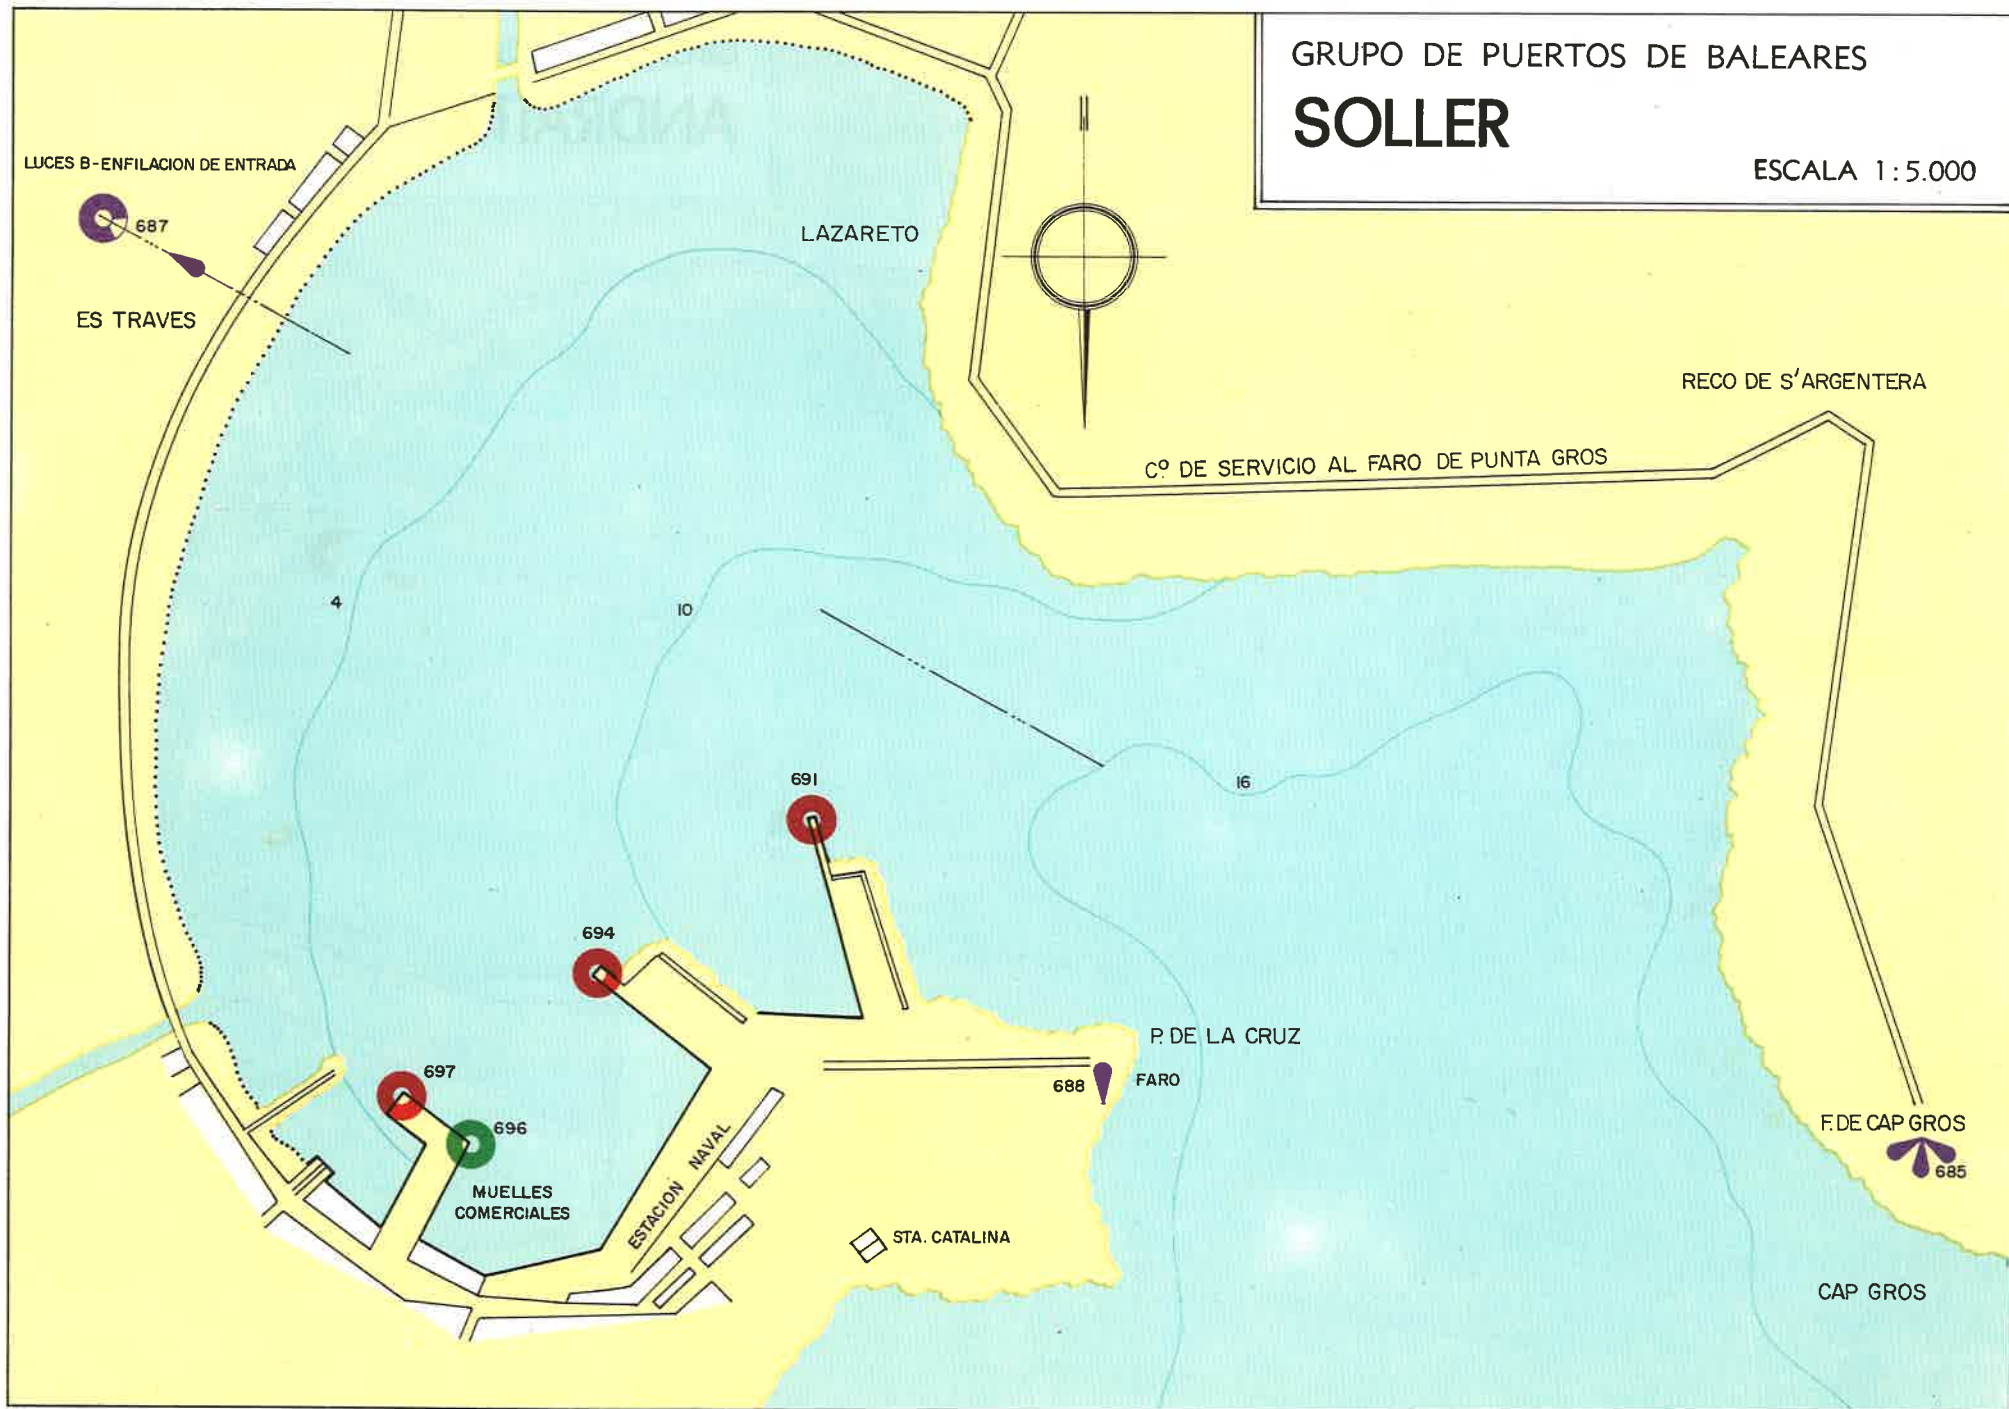 GRUPO DE PUERTOS DE BALEARES
SOLLER
ESCALA 1:5.000
LUCES B-ENFILACION DE ENTRADA
687
ES TRAVES
LAZARETO
RECO DE S'ARGENTERA
Cº DE SERVICIO AL FARO DE PUNTA GROS
4
10
16
691
694
P. DE LA CRUZ
688
FARO
697
696
MUELLES
COMERCIALES
ESTACION NAVAL
STA. CATALINA
F. DE CAP GROS
685
CAP GROS